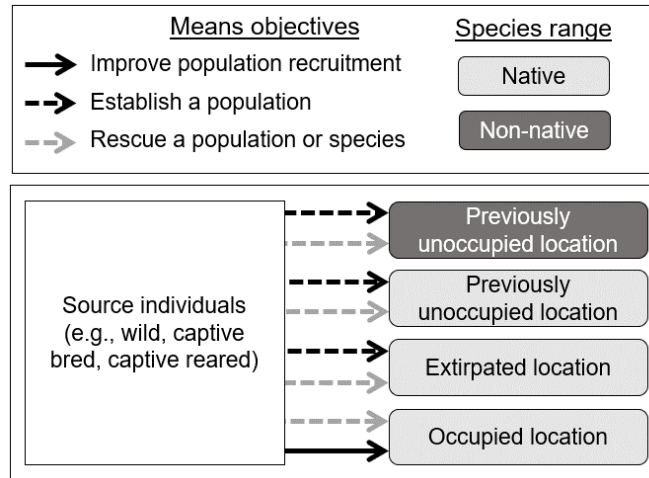 Means objectives
Species range
Improve population recruitment
Establish a population
Rescue a population or species
Native
Non-native
Source individuals
(e.g., wild, captive
bred, captive reared)
Previously
unoccupied location
Previously
unoccupied location
Extirpated location
Occupied location